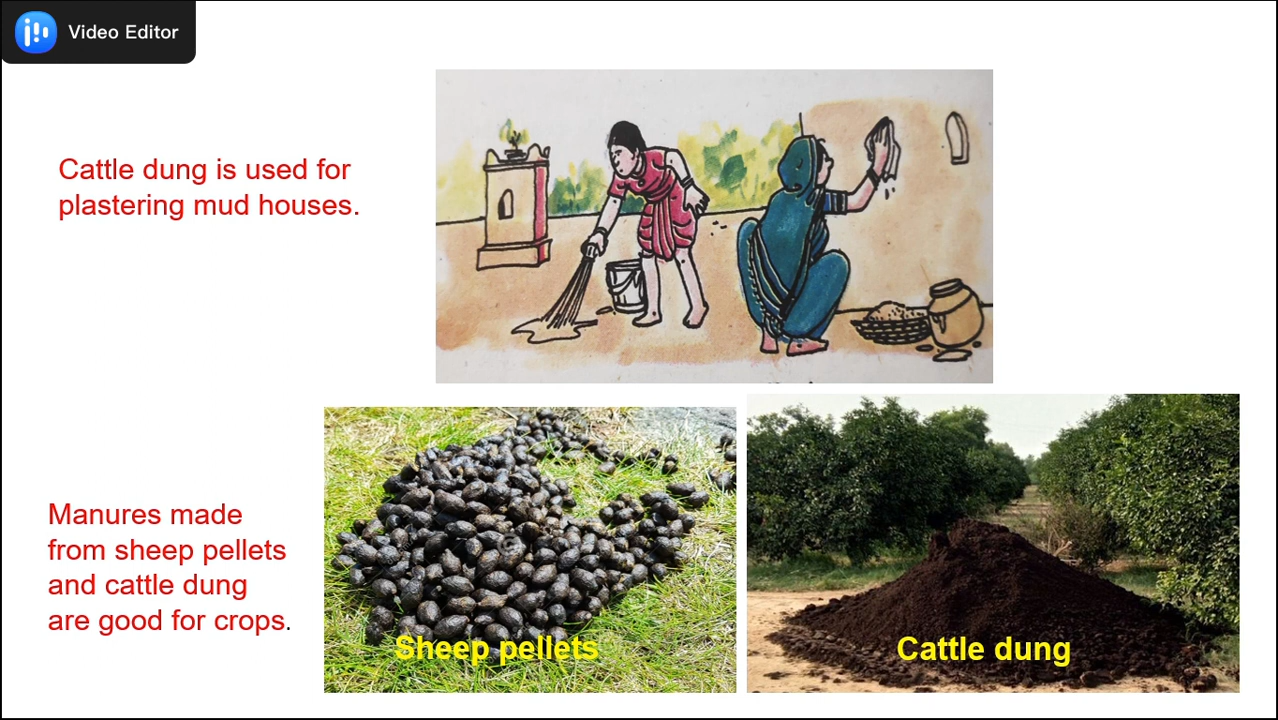 Video Editor
Cattle dung is used for
plastering mud houses.
Manures made
from sheep pellets
and cattle dung
are good for crops.
Sheep pellets
Cattle dung